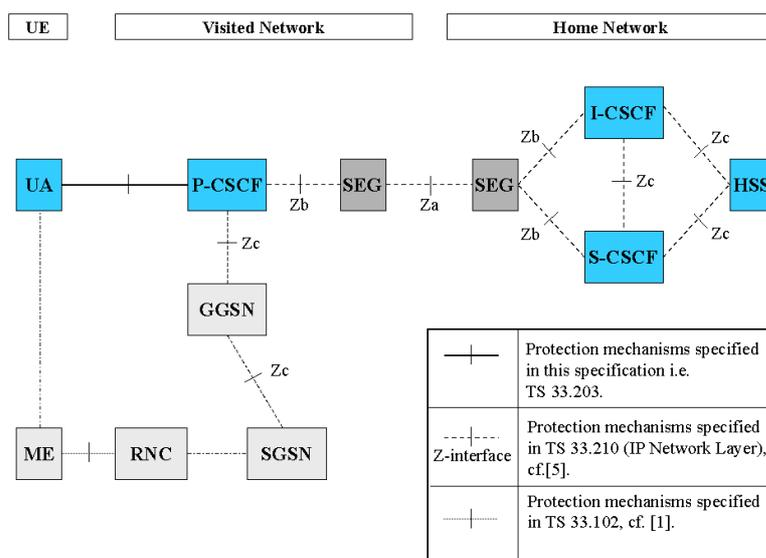 UE
Visited Network
Home Network
I-CSCF
Zb
Zc
UA
P-CSCF
SEG
SEG
Zc
HSS
Zb
Za
Zc
Zb
Zc
S-CSCF
GGSN
Zc
Protection mechanisms specified
in this specification i.e.
TS 33.203.
Protection mechanisms specified
in TS 33.210 (IP Network Layer),
cf.[5].
Z-interface
ME
RNC
SGSN
Protection mechanisms specified
in TS 33.102, cf. [1].